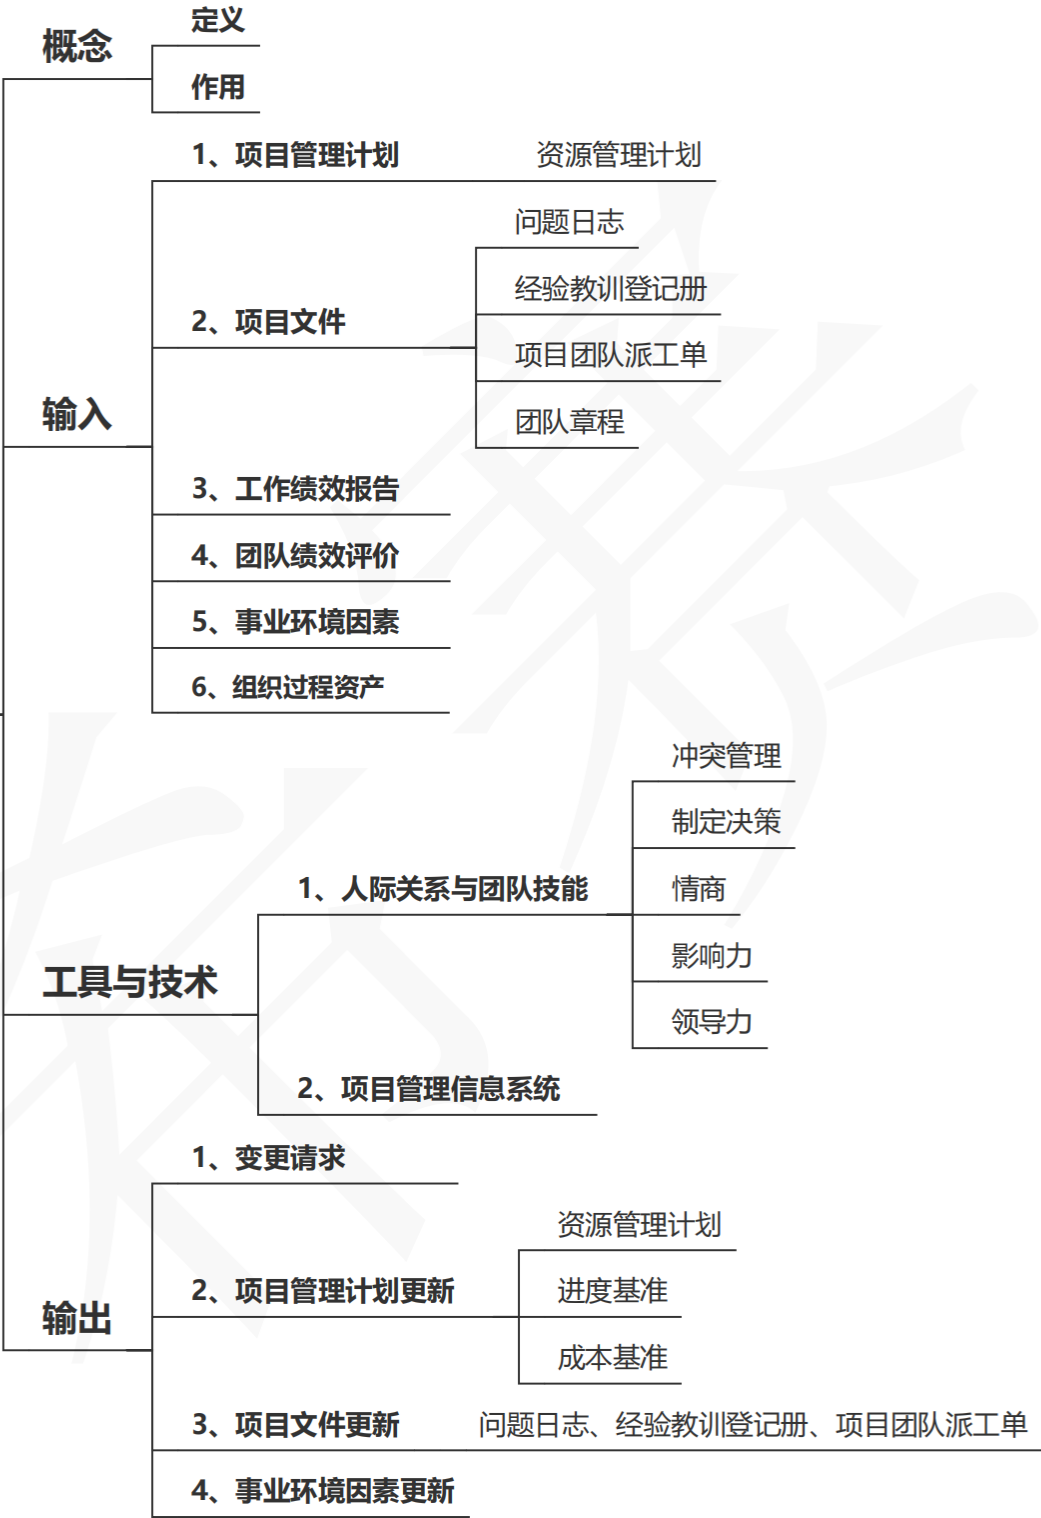 概念
定义
作用
输入
1、项目管理计划
资源管理计划
2、项目文件
问题日志
经验教训登记册
项目团队派工单
团队章程
3、工作绩效报告
4、团队绩效评价
5、事业环境因素
6、组织过程资产
工具与技术
1、人际关系与团队技能
冲突管理
制定决策
情商
影响力
领导力
2、项目管理信息系统
输出
1、变更请求
2、项目管理计划更新
资源管理计划
进度基准
成本基准
3、项目文件更新
问题日志、经验教训登记册、项目团队派工单
4、事业环境因素更新